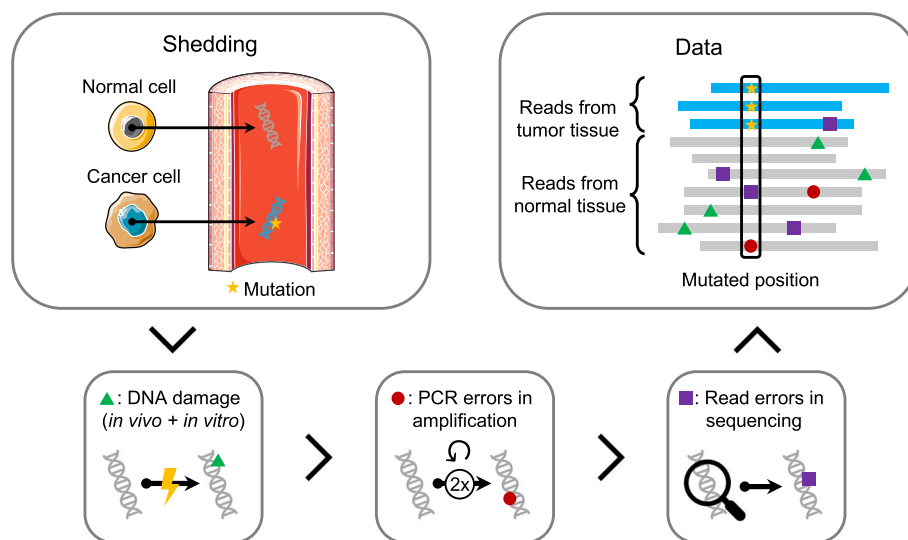 Shedding
Normal cell
Cancer cell
Mutation
Data
Reads from
tumor tissue
Reads from
normal tissue
Mutated position
: DNA damage
(in vivo + in vitro)
: PCR errors in
amplification
2x
: Read errors in
sequencing